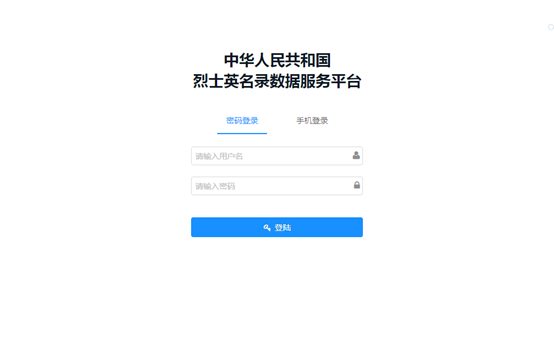 中华人民共和国
烈士英名录数据服务平台
密码登录 手机登录
请输入用户名
请输入密码
登陆